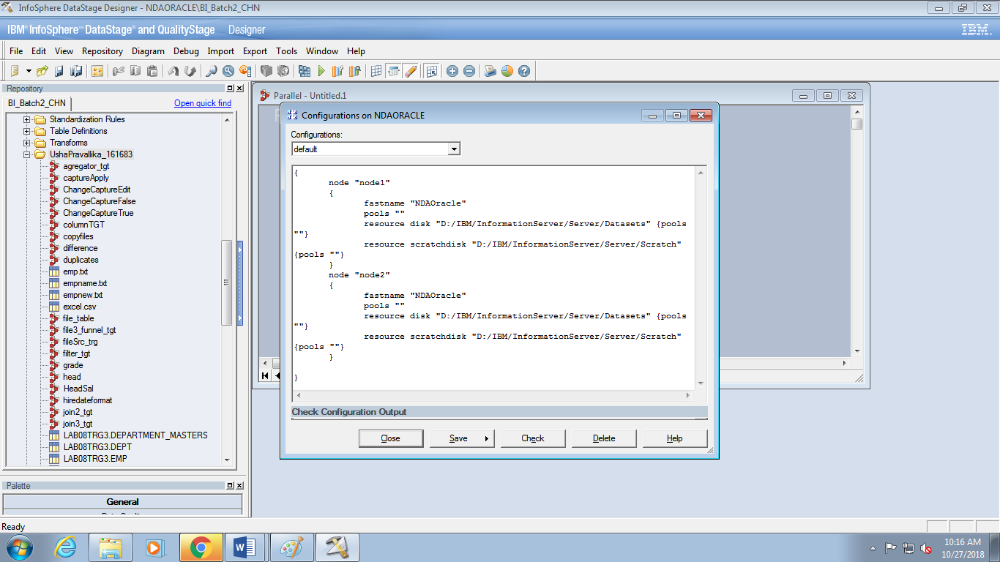 InfoSphere DataStage Designer - NDAORACLE\BI_Batch2_CHN
IBM® InfoSphere™ DataStage® and QualityStage Designer
IBM.
File Edit View Repository Diagram Debug Import Export Tools Window Help
Repository
BI_Batch2_CHN Open quick find
Standardization Rules
Table Definitions
Transforms
UshaPravallika_161683
agregator_tgt
captureApply
ChangeCaptureEdit
ChangeCaptureFalse
ChangeCaptureTrue
columnTGT
copyfiles
difference
duplicates
emp.txt
empname.txt
empnew.txt
excel.csv
file_table
file3_funnel_tgt
fileSrc_trg
filter_tgt
grade
head
HeadSal
hiredateformat
join2_tgt
join3_tgt
LAB08TRG3.DEPARTMENT_MASTERS
LAB08TRG3.DEPT
LAB08TRG3.EMP
Palette
General
Parallel - Untitled.1
Configurations on NDAORACLE
Configurations:
default
{
node "node1"
{
fastname "NDAOracle"
pools ""
resource disk "D:/IBM/InformationServer/Server/Datasets" {pools
""}
resource scratchdisk "D:/IBM/InformationServer/Server/Scratch"
{pools ""}
}
node "node2"
{
fastname "NDAOracle"
pools ""
resource disk "D:/IBM/InformationServer/Server/Datasets" {pools
""}
resource scratchdisk "D:/IBM/InformationServer/Server/Scratch"
{pools ""}
}
}
Check Configuration Output
Close Save Check Delete Help
Ready
10:16 AM
10/27/2018